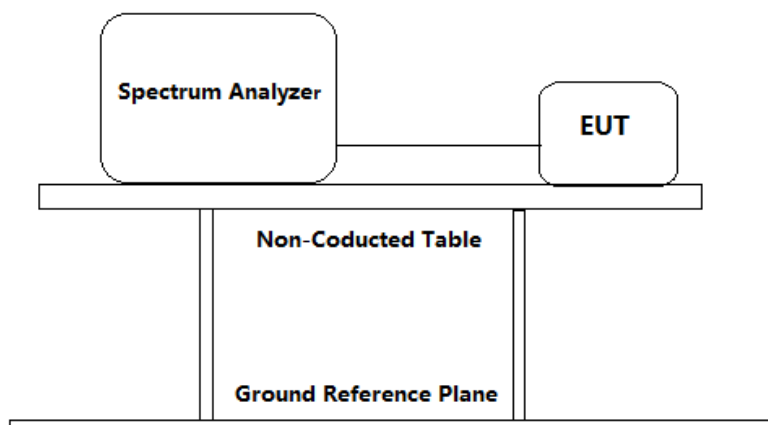 Spectrum Analyzer
EUT
Non-Coducted Table
Ground Reference Plane